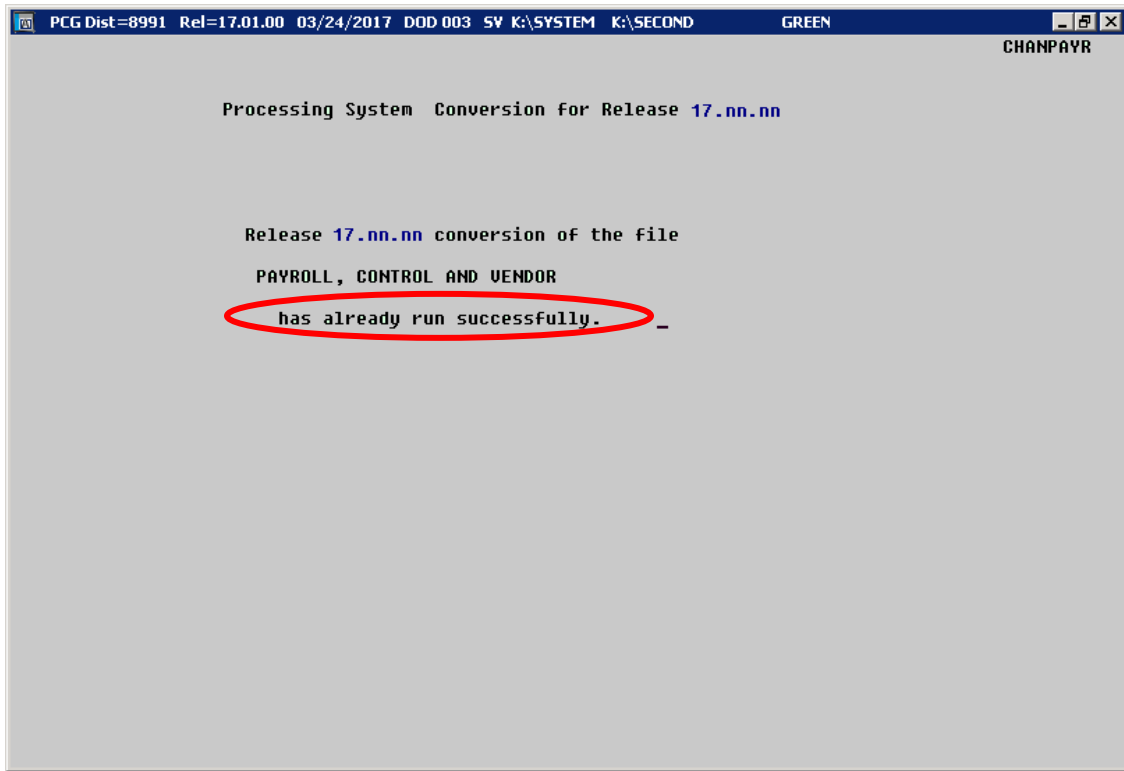 PCG Dist=8991 Rel=17.01.00 03/24/2017 DOD 003 SV K:\SYSTEM K:\SECOND GREEN
CHANPAYR
Processing System Conversion for Release 17.nn.nn
Release 17.nn.nn conversion of the file
PAYROLL, CONTROL AND VENDOR
has already run successfully. _